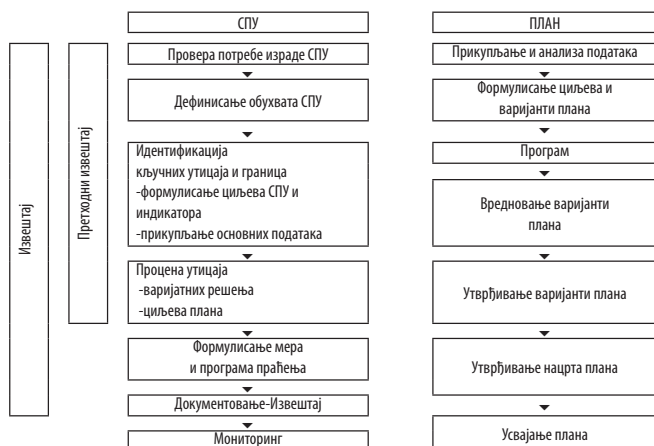 СПУ
ПЛАН
Извештај
Претходни извештај
Провера потребе израде СПУ
Дефинисање обухвата СПУ
Идентификација
кључних утицаја и граница
-формулисање циљева СПУ и
индикатора
-прикупљање основних података
Процена утицаја
-варијатних решења
-циљева плана
Формулисање мера
и програма праћења
Документовање-Извештај
Мониторинг
Прикупљање и анализа података
Формулисање циљева и
варијанти плана
Програм
Вредновање варијанти
плана
Утврђивање варијанти плана
Утврђивање нацрта плана
Усвајање плана